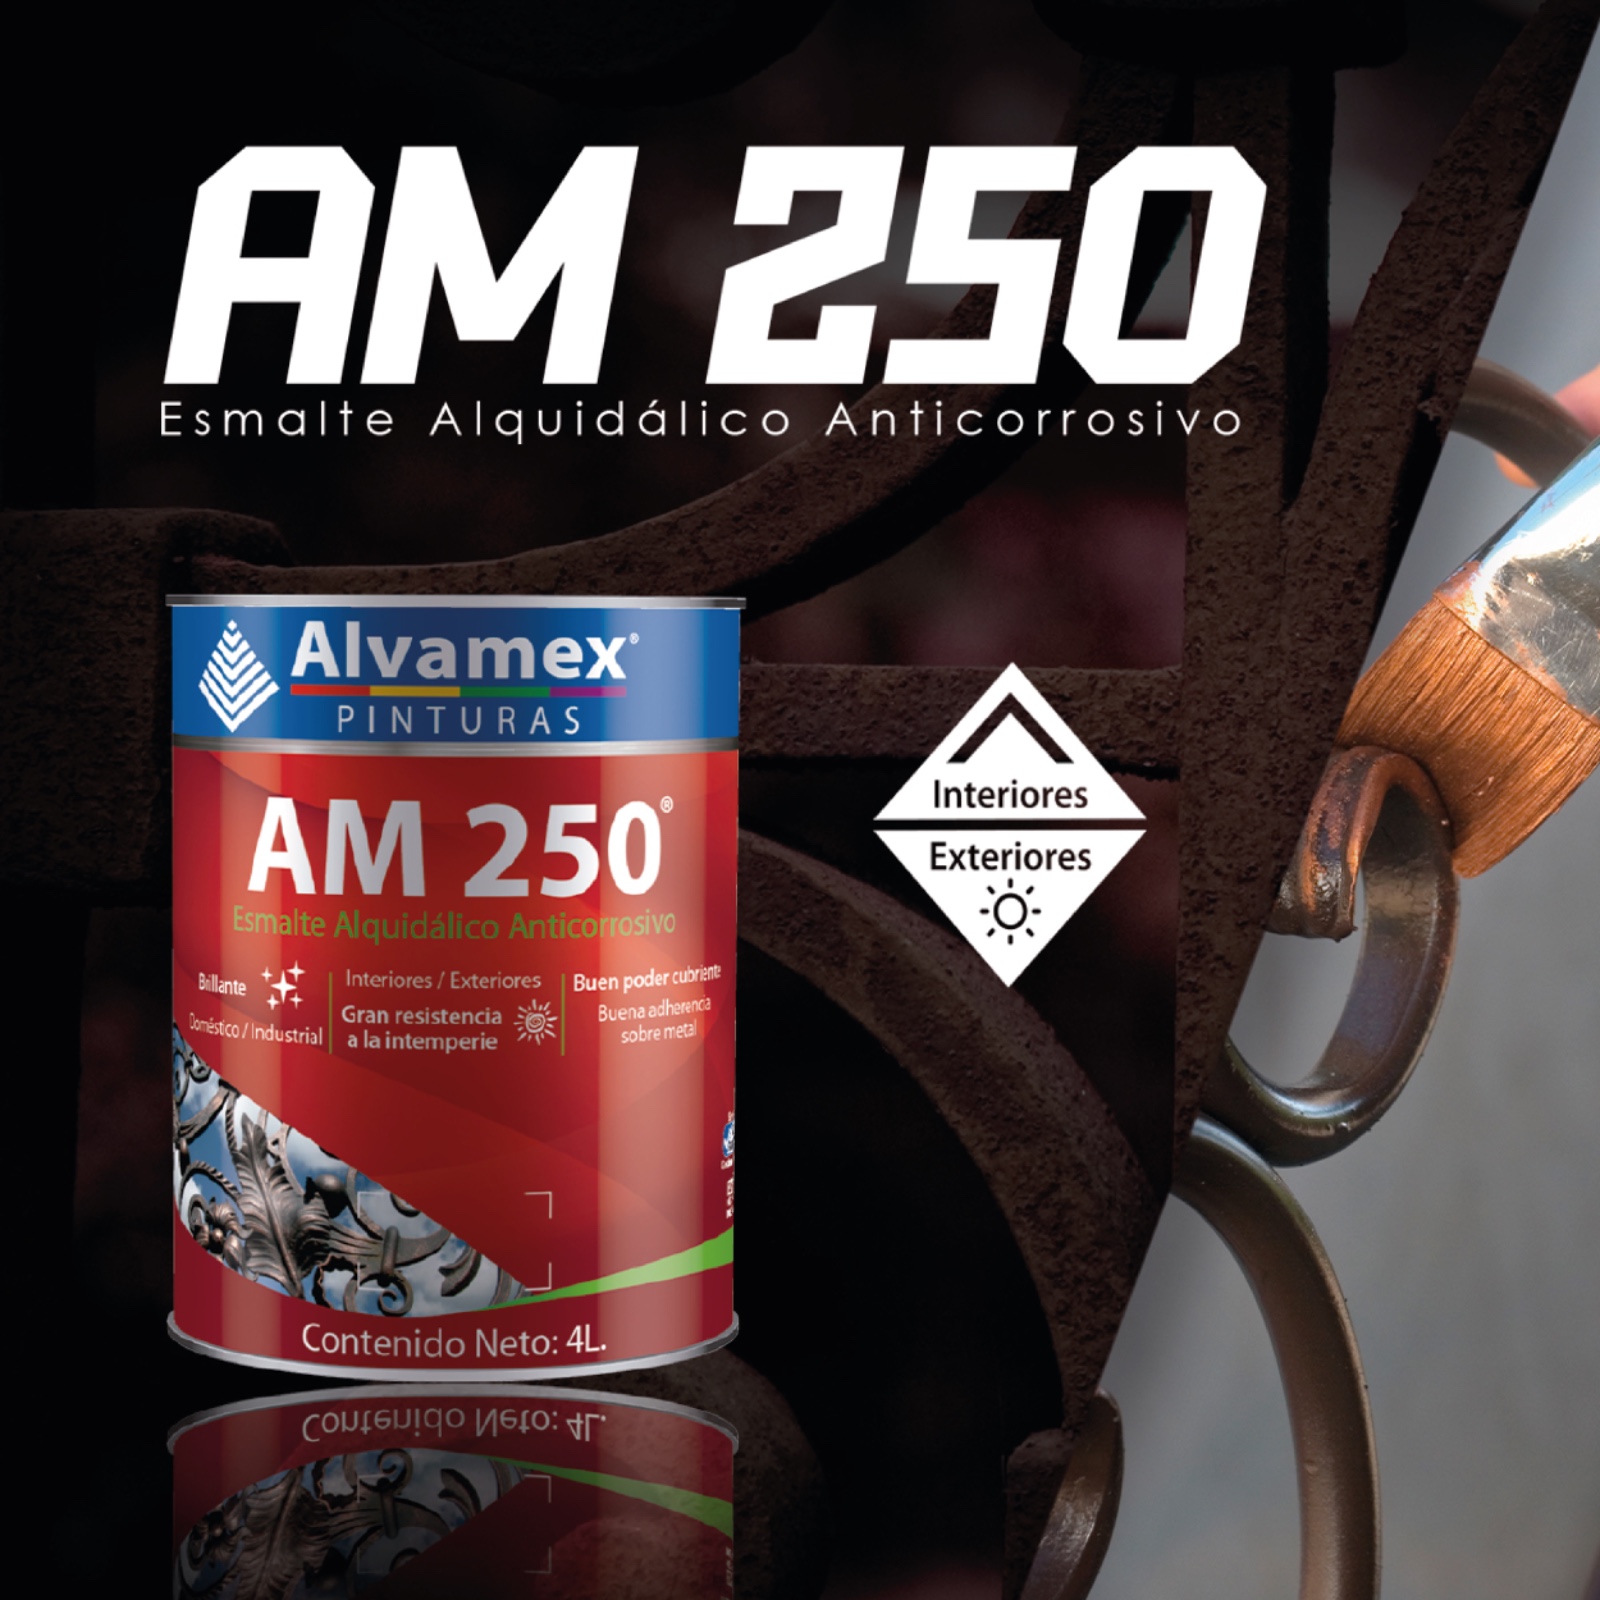 AM 250
Esmalte Alquidálico Anticorrosivo
Alvamex®
PINTURAS
AM 250®
Esmalte Alquidálico Anticorrosivo
Brillante
Doméstico / Industrial
Interiores / Exteriores
Gran resistencia
a la intemperie
Buen poder cubriente
Buena adherencia
sobre metal
Contenido Neto: 4L.
Interiores
Exteriores